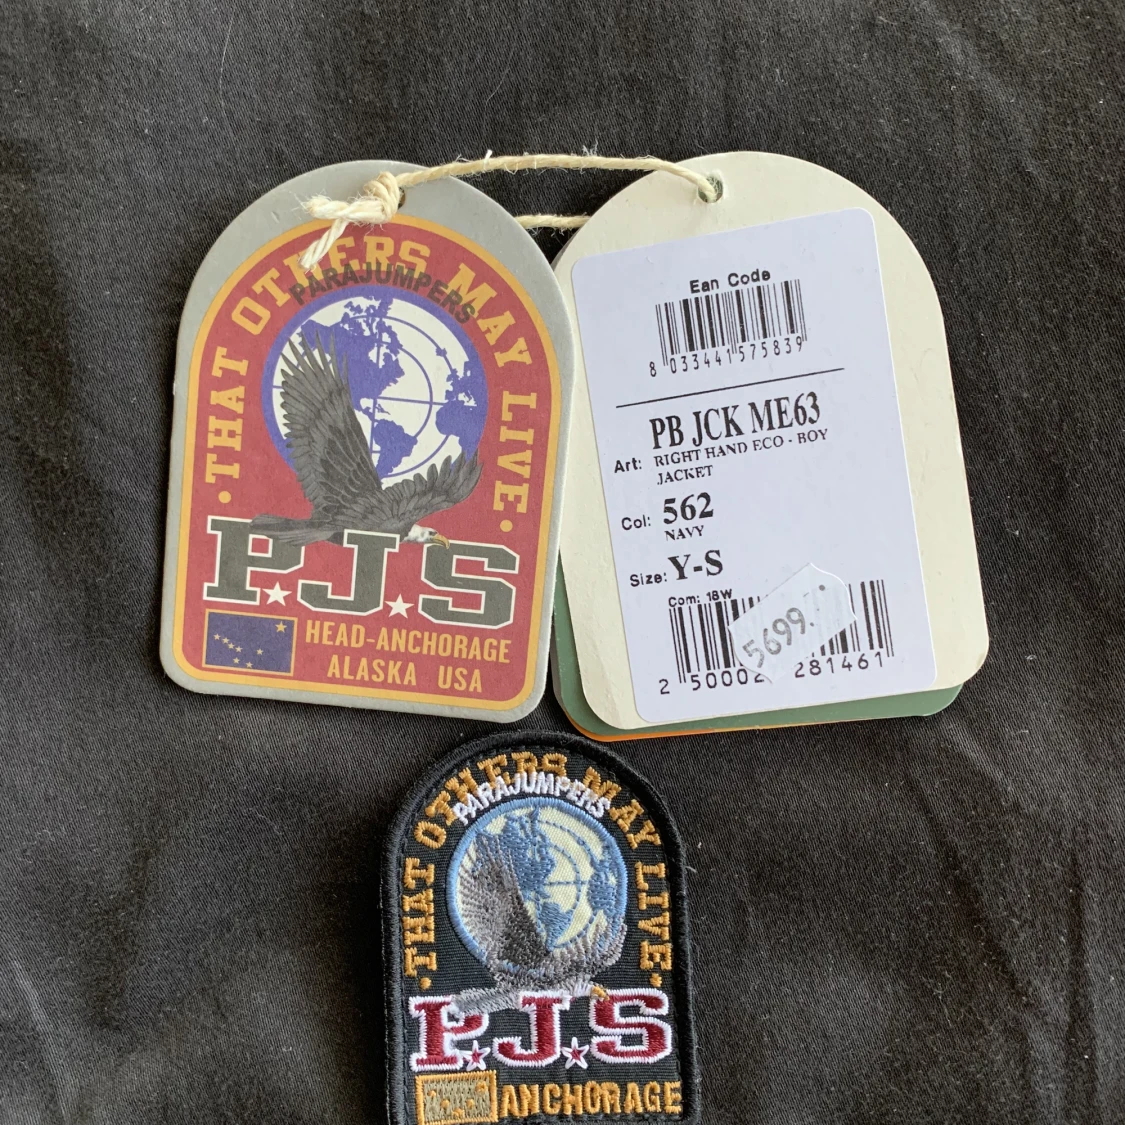 ·THAT OTHERS MAY LIVE·
PARAJUMPERS
P.J.S
HEAD-ANCHORAGE
ALASKA USA
Ean Code
8 033441 575839
PB JCK ME63
Art: RIGHT HAND ECO - BOY
JACKET
Col: 562
NAVY
Size: Y-S
Com: 18W
5699.-
2 50002 281461
·THAT OTHERS MAY LIVE·
PARAJUMPERS
P.J.S
ANCHORAGE